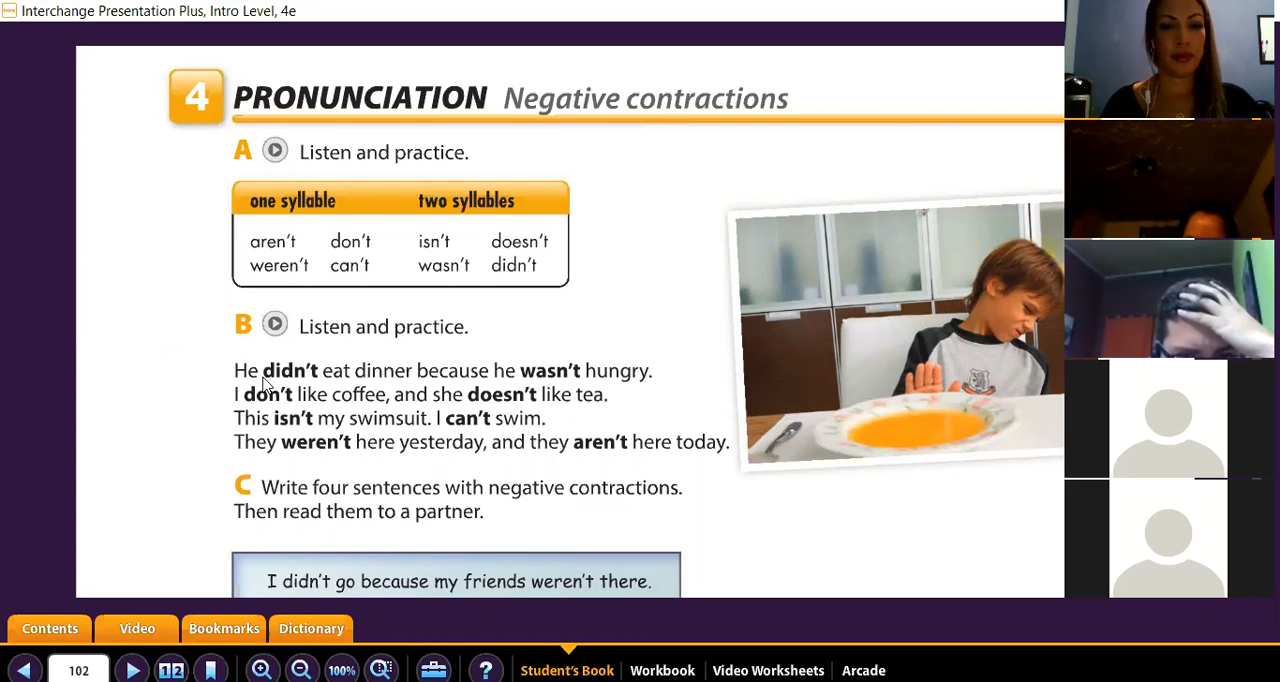 Interchange Presentation Plus, Intro Level, 4e
4 PRONUNCIATION Negative contractions
A Listen and practice.
one syllable two syllables
aren't don't isn't doesn't
weren't can't wasn't didn't
B Listen and practice.
He didn't eat dinner because he wasn't hungry.
I don't like coffee, and she doesn't like tea.
This isn't my swimsuit. I can't swim.
They weren't here yesterday, and they aren't here today.
C Write four sentences with negative contractions.
Then read them to a partner.
I didn't go because my friends weren't there.
Contents Video Bookmarks Dictionary
102 1 2 100% ? Student's Book Workbook Video Worksheets Arcade